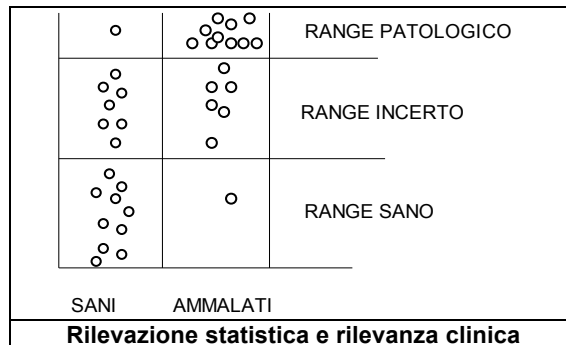 RANGE PATOLOGICO
RANGE INCERTO
RANGE SANO
SANI AMMALATI
Rilevazione statistica e rilevanza clinica